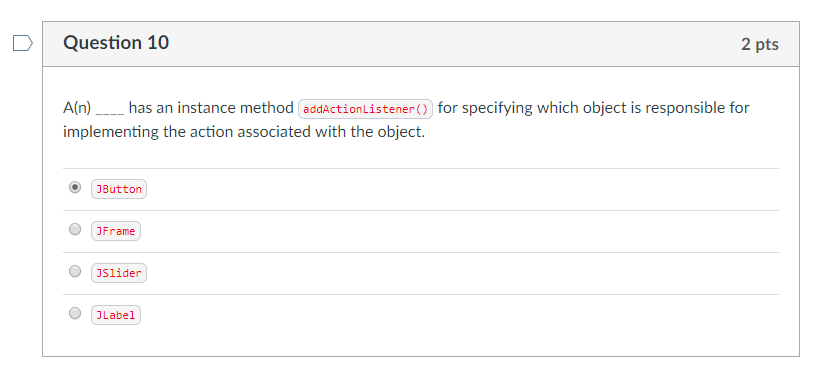 Question 10
2 pts
A(n) ____ has an instance method addActionListener() for specifying which object is responsible for
implementing the action associated with the object.
JButton
JFrame
JSlider
JLabel